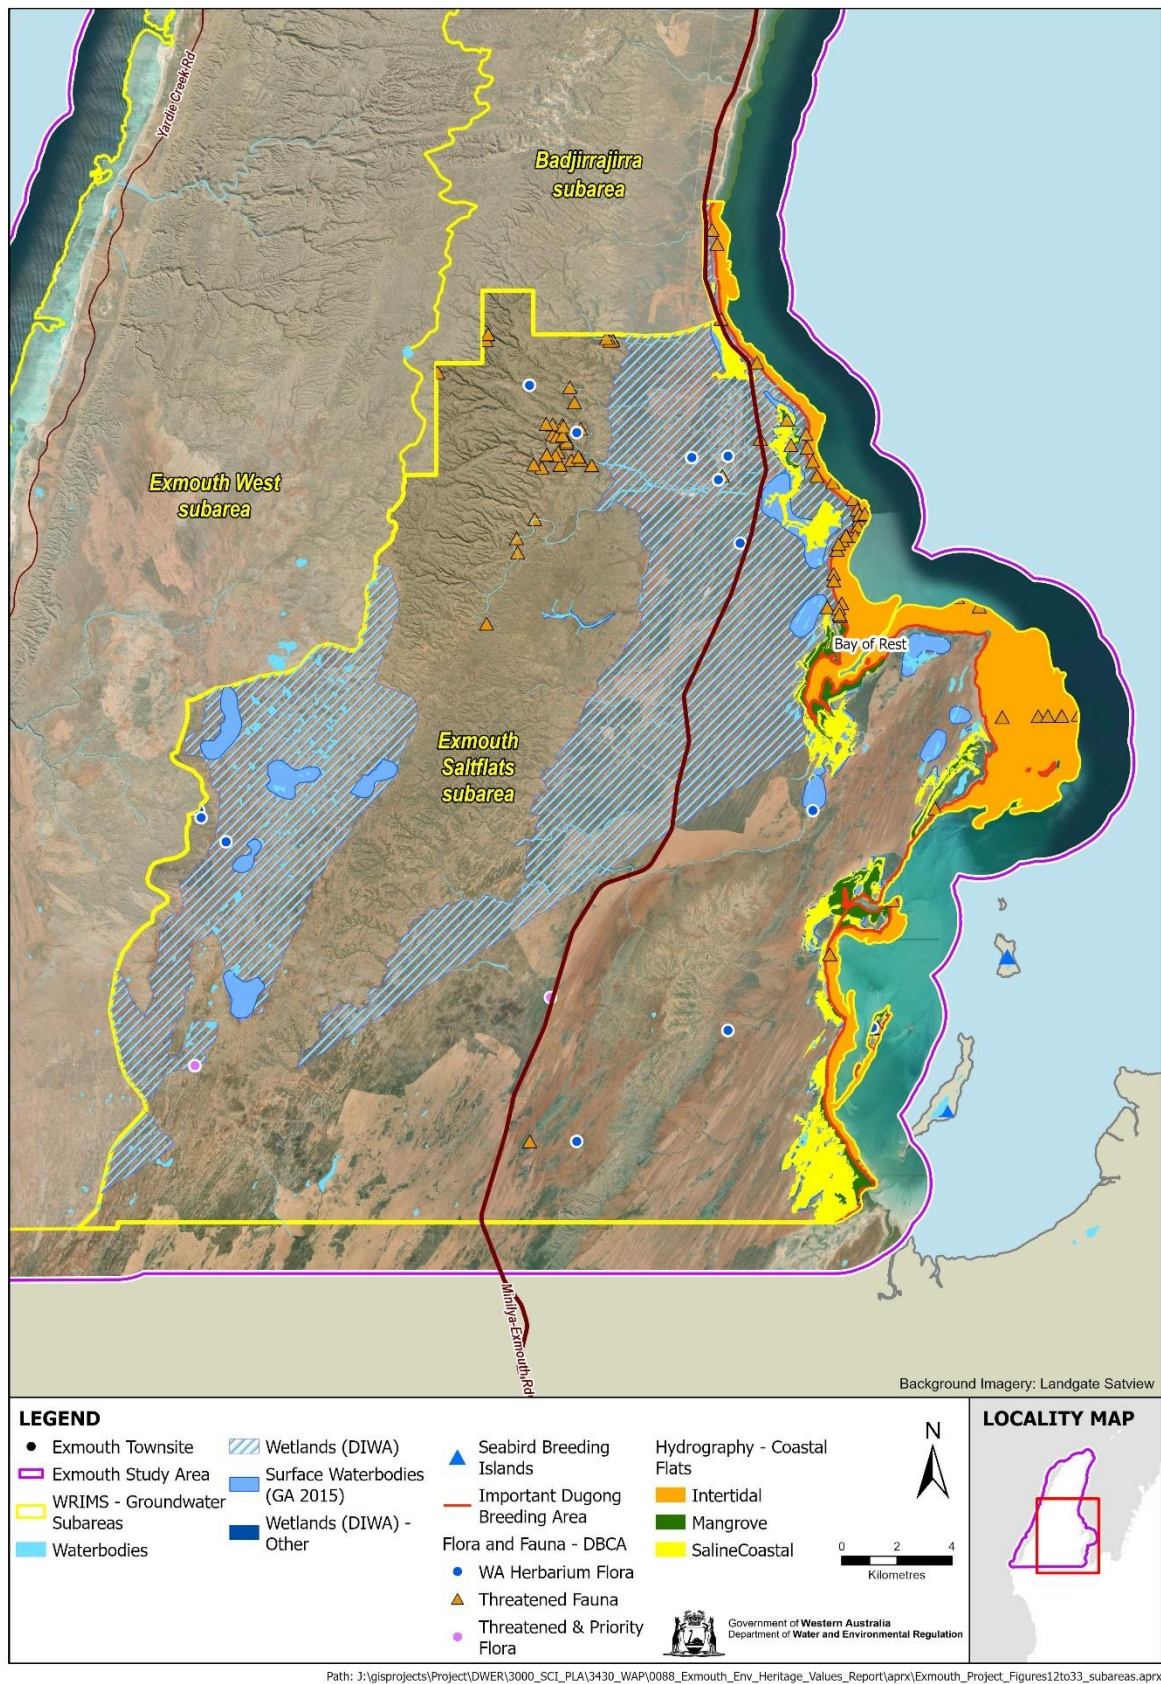 Yardie Creek Rd
Badjirrajirra
subarea
Exmouth West
subarea
Bay of Rest
Exmouth
Saltflats
subarea
Minilya-Exmouth Rd
Background Imagery: Landgate Satview
LEGEND
Exmouth Townsite
Exmouth Study Area
WRIMS - Groundwater
Subareas
Waterbodies
Wetlands (DIWA)
Surface Waterbodies
(GA 2015)
Wetlands (DIWA) -
Other
Seabird Breeding
Islands
Important Dugong
Breeding Area
Flora and Fauna - DBCA
WA Herbarium Flora
Threatened Fauna
Threatened & Priority
Flora
Hydrography - Coastal
Flats
Intertidal
Mangrove
SalineCoastal
N
0 2 4
Kilometres
Government of Western Australia
Department of Water and Environmental Regulation
LOCALITY MAP
Path: J:\gisprojects\Project\DWER\3000_SCI_PLA\3430_WAP\0088_Exmouth_Env_Heritage_Values_Report\aprx\Exmouth_Project_Figures12to33_subareas.aprx